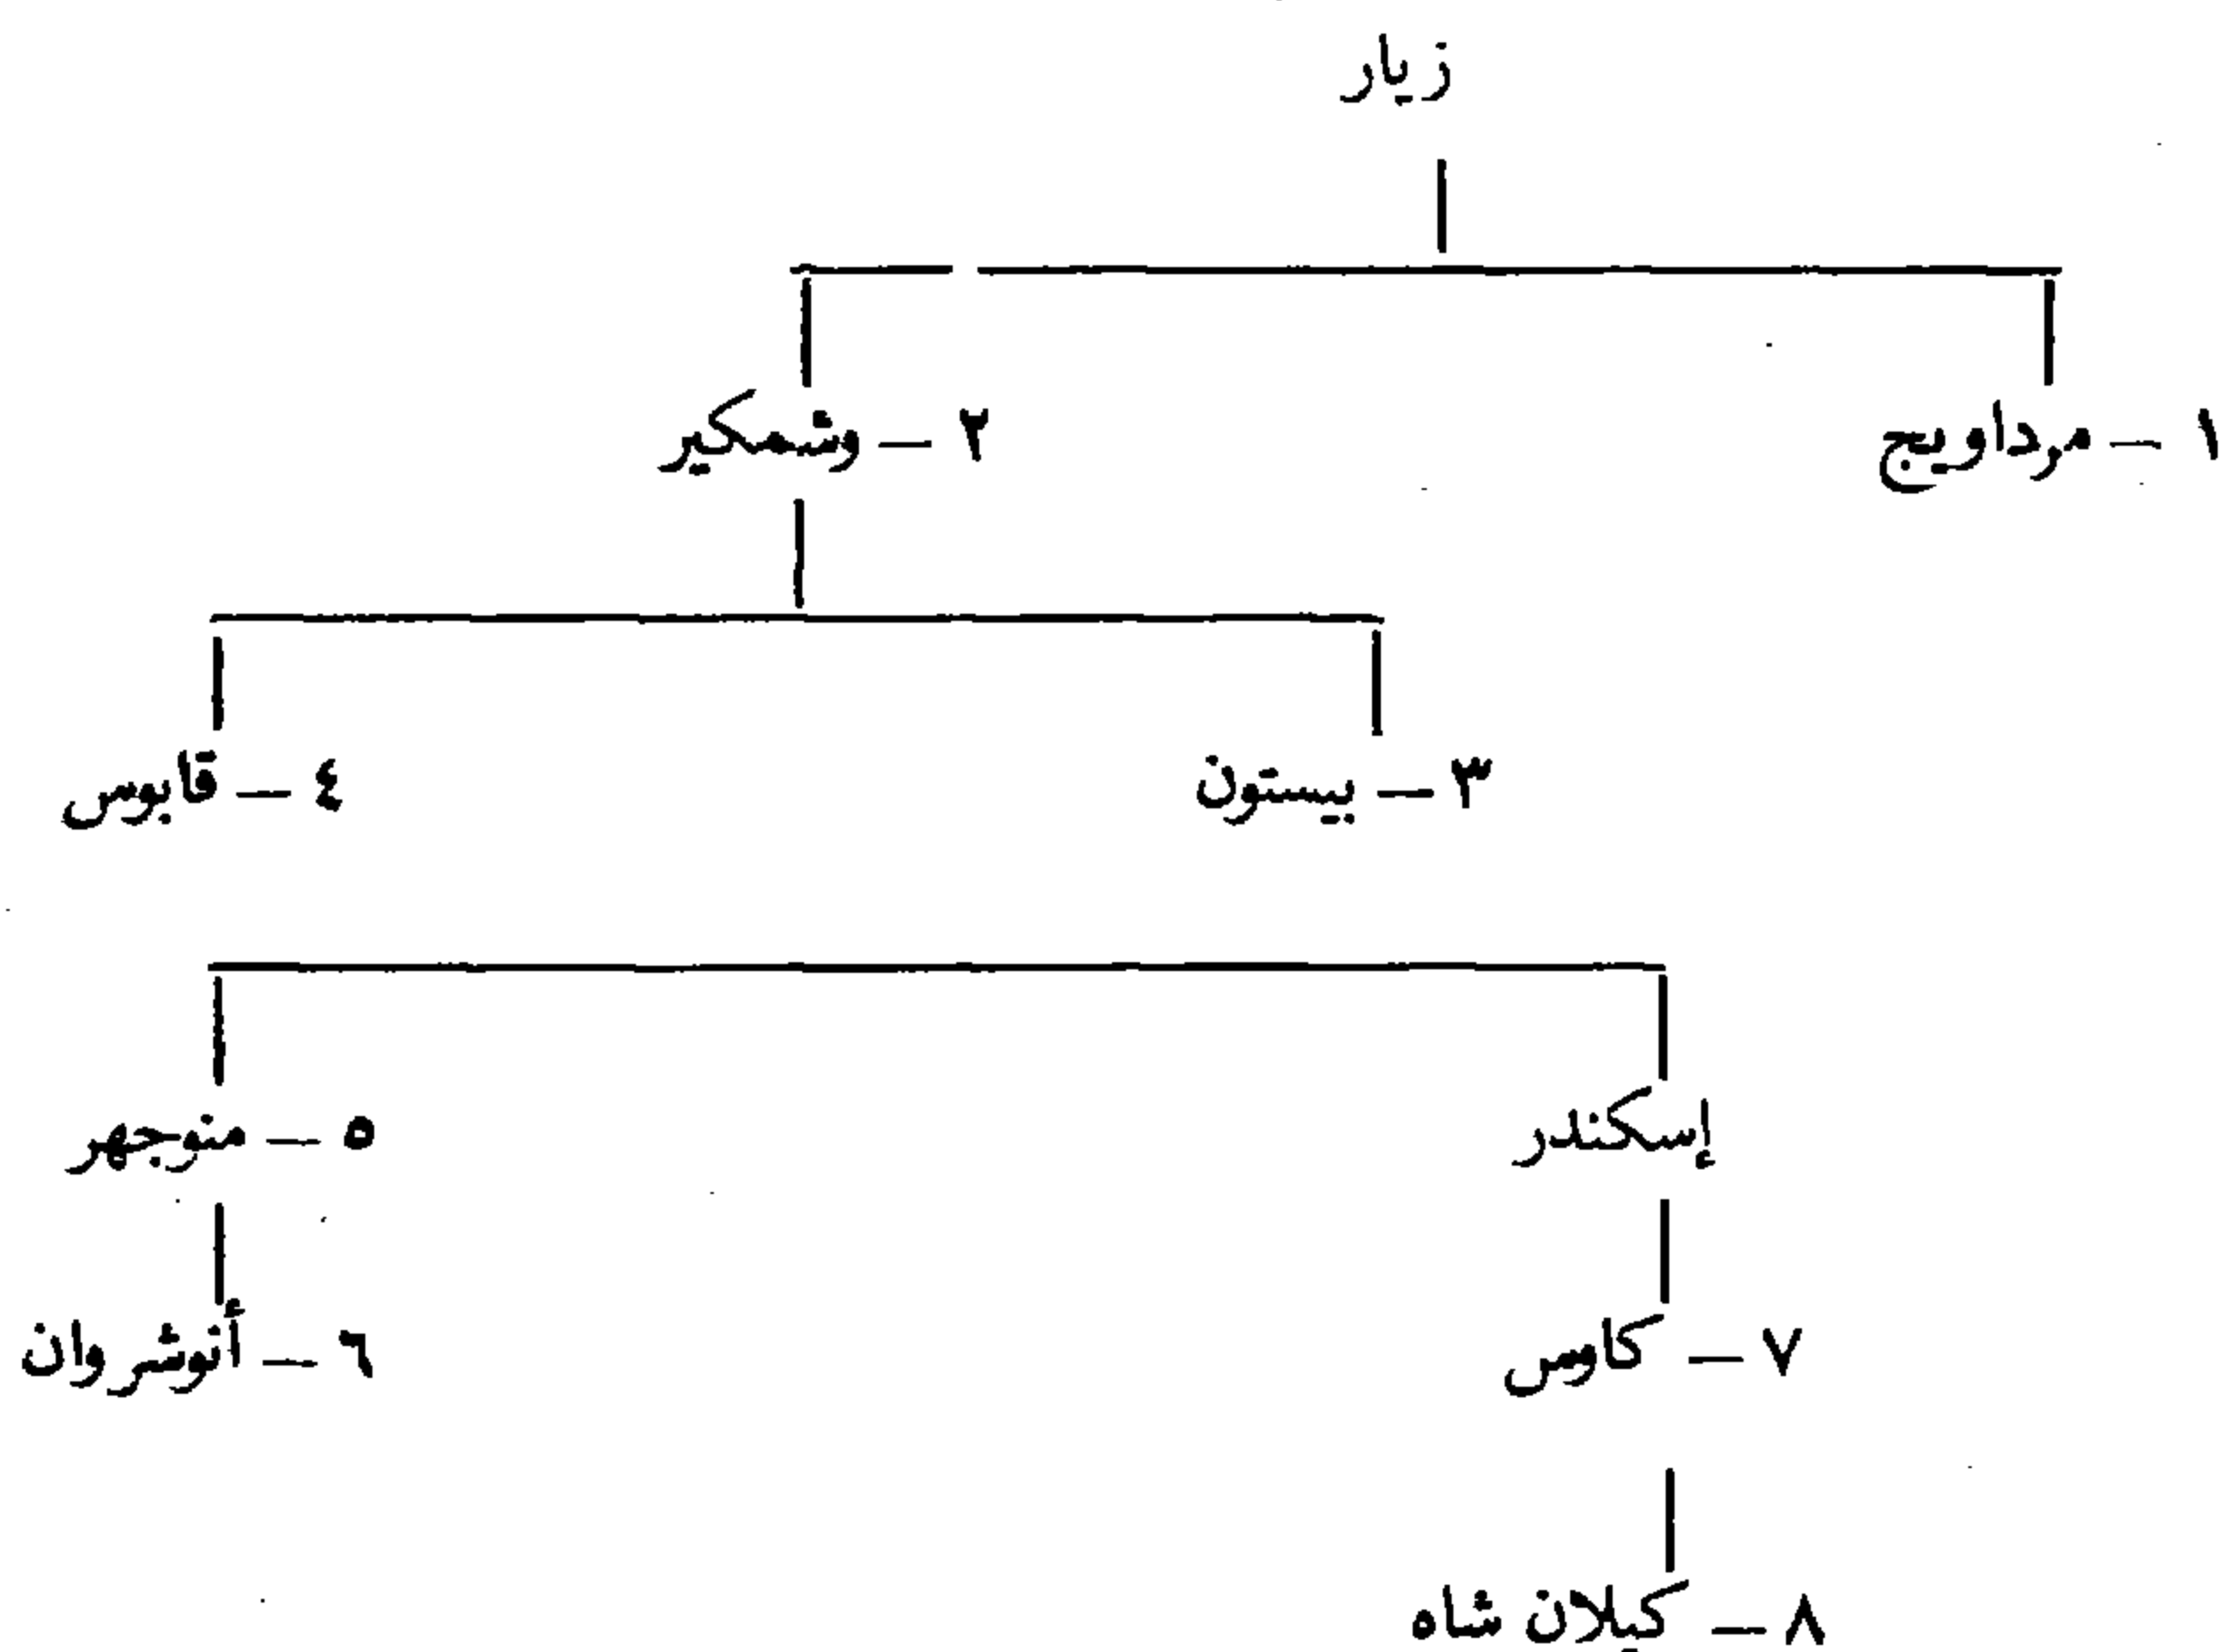 زيار
١ – مرداويج
٢ – وشمكير
٣ – بيستون
٤ – قابوس
إسكندر
٥ – منوجهر
٧ – كاوس
٦ – أنوشروان
٨ – كيلان شاه